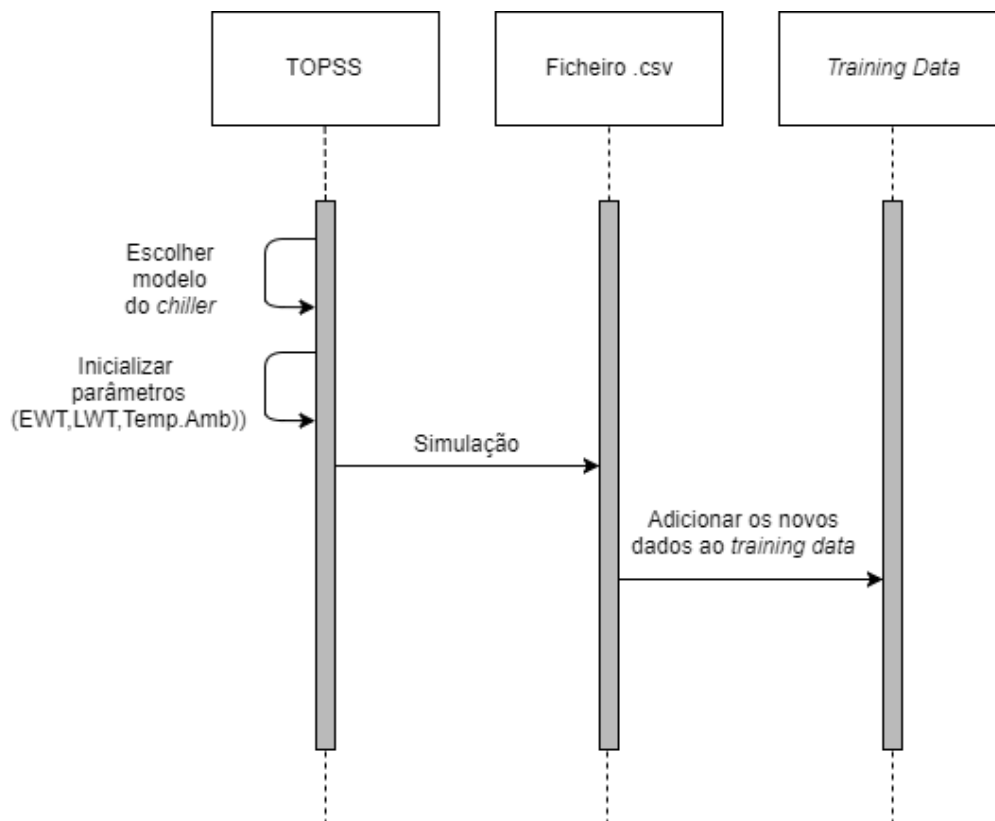 TOPSS
Ficheiro .csv
Training Data
Escolher
modelo
do chiller
Inicializar
parâmetros
(EWT,LWT,Temp.Amb))
Simulação
Adicionar os novos
dados ao training data